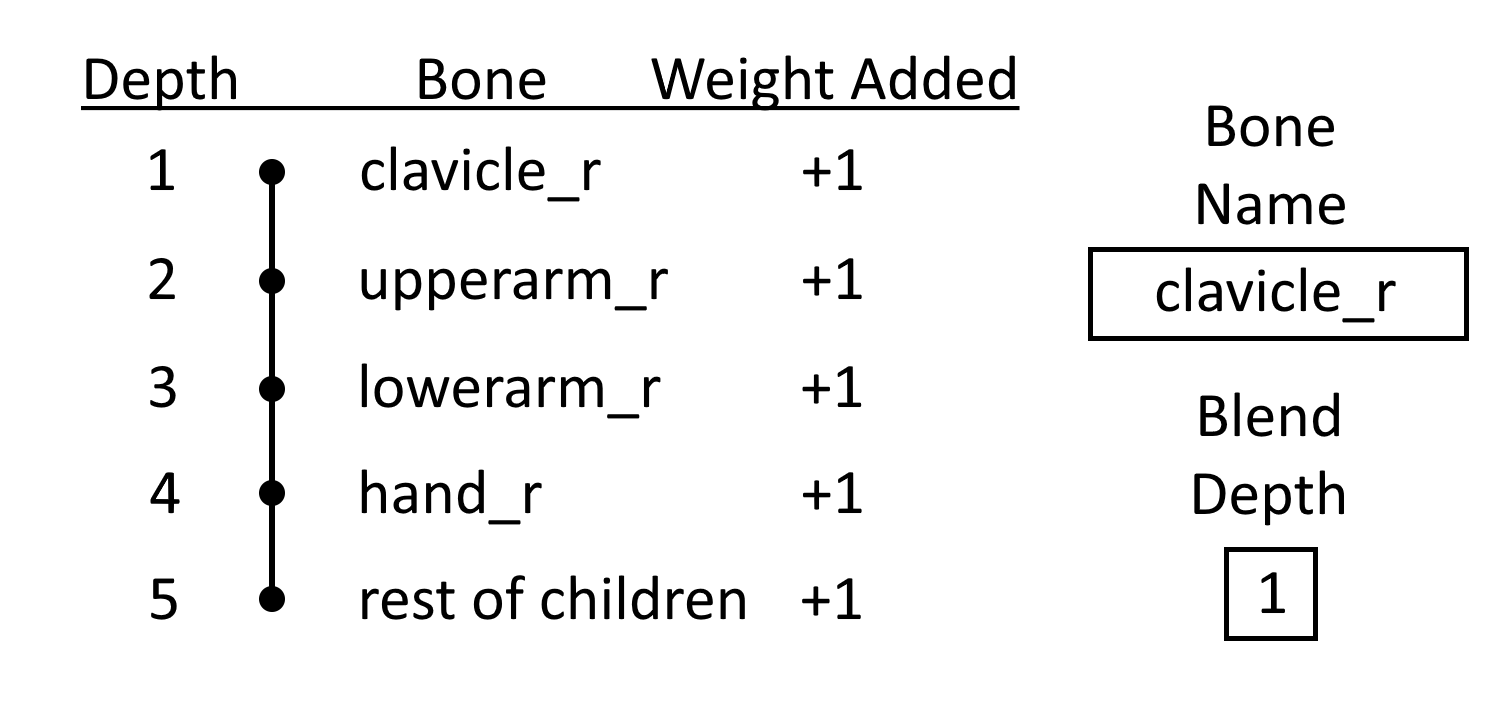 Depth Bone Weight Added
1 clavicle_r +1
2 upperarm_r +1
3 lowerarm_r +1
4 hand_r +1
5 rest of children +1
Bone
Name
clavicle_r
Blend
Depth
1